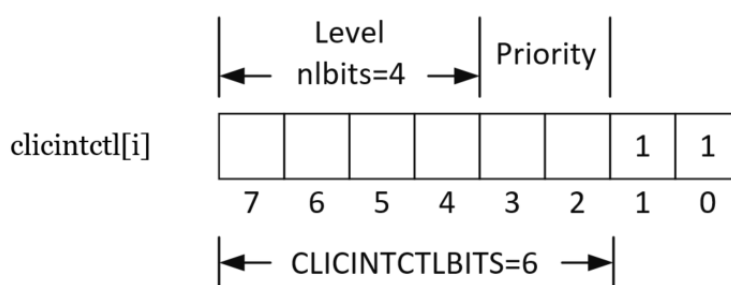 Level
nlbits=4
Priority
clicintctl[i]
1 1
7 6 5 4 3 2 1 0
CLICINTCTLBITS=6